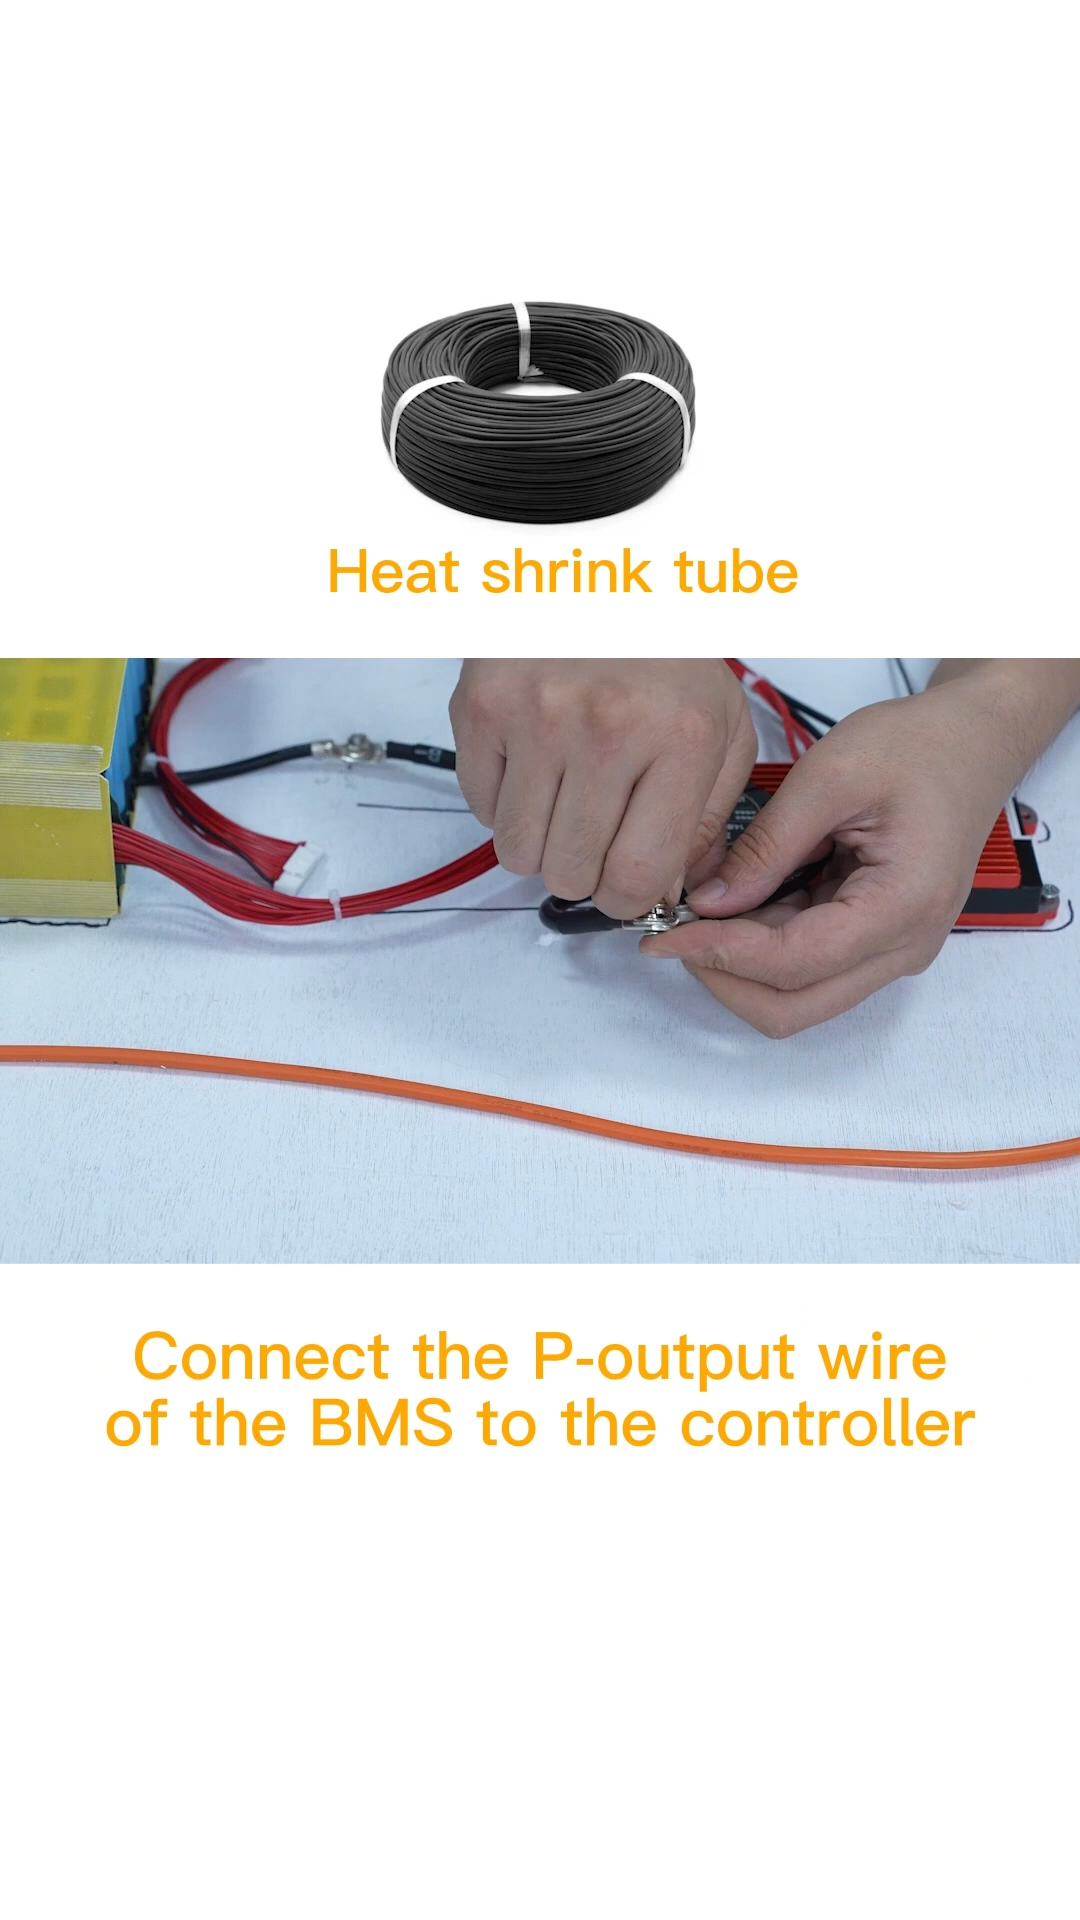 Heat shrink tube
Connect the P-output wire
of the BMS to the controller